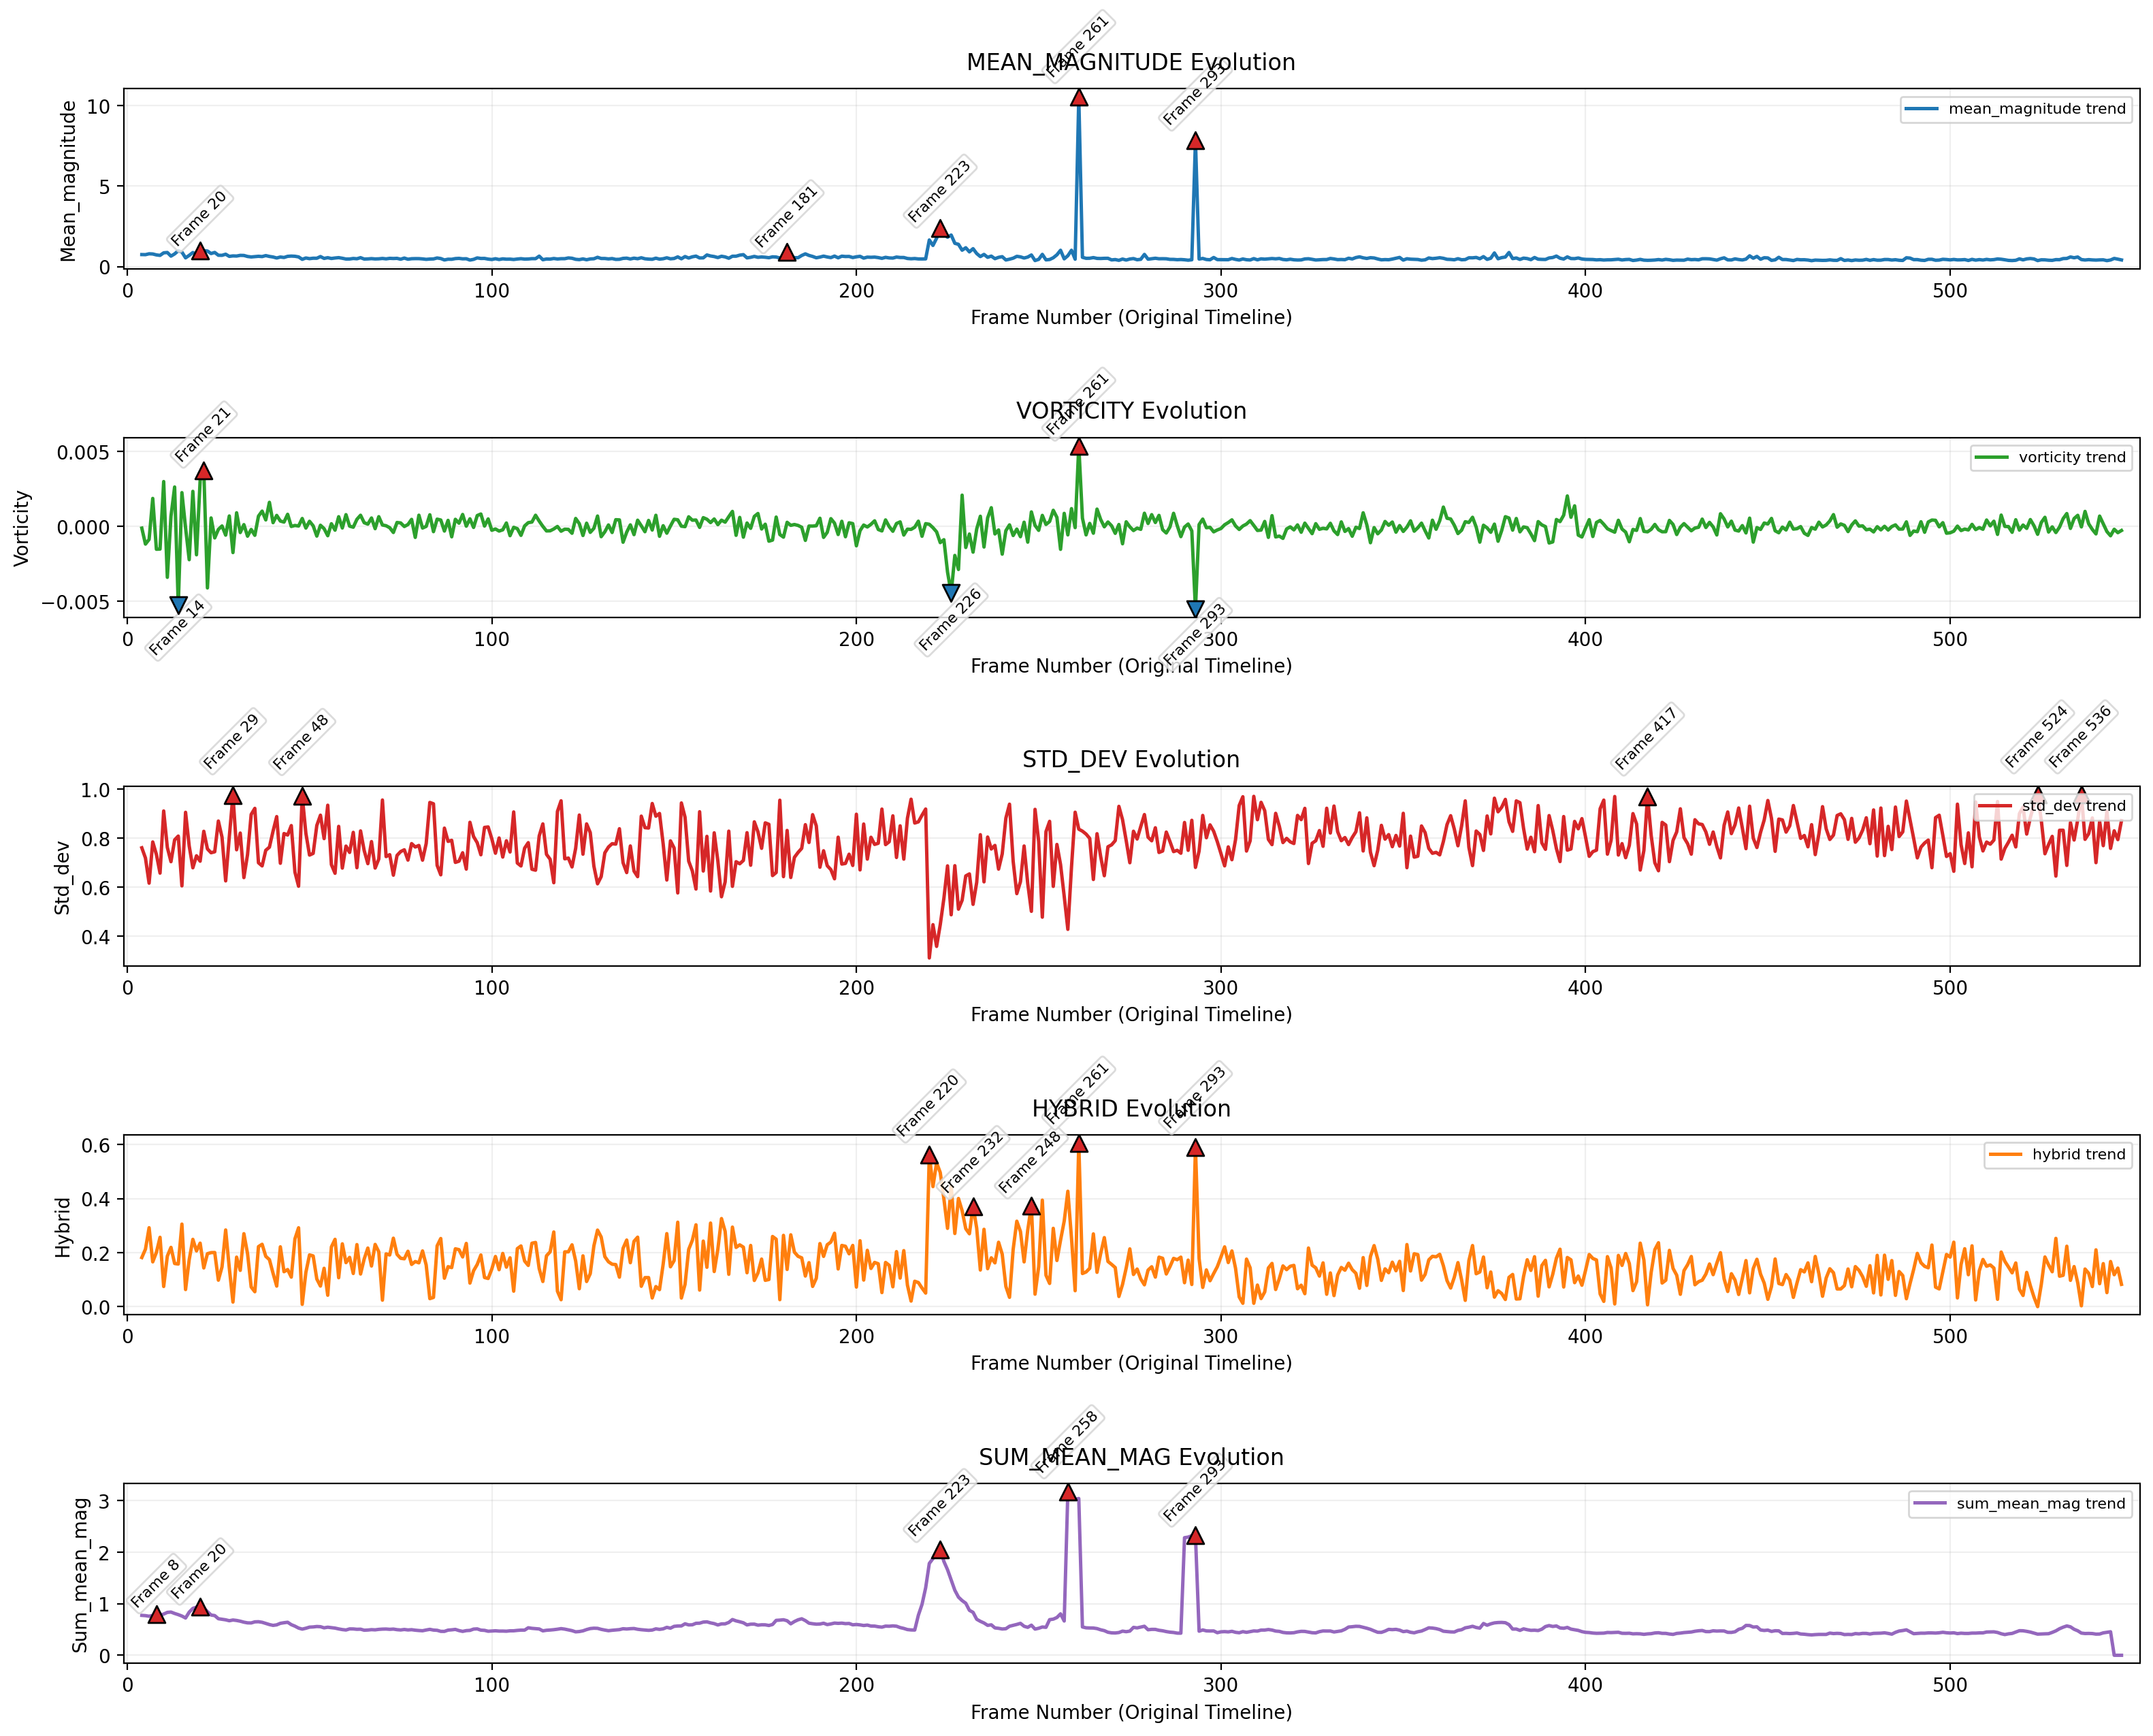 Frame 261
MEAN_MAGNITUDE Evolution
Frame 293
mean_magnitude trend
Frame 223
Frame 20
Frame 181
Mean_magnitude
10
5
0
0 100 200 300 400 500
Frame Number (Original Timeline)
Frame 261
VORTICITY Evolution
Frame 21
vorticity trend
Vorticity
0.005
0.000
−0.005
Frame 14
Frame 226
Frame 293
0 100 200 300 400 500
Frame Number (Original Timeline)
Frame 29
Frame 48
Frame 417
Frame 524
Frame 536
STD_DEV Evolution
std_dev trend
Std_dev
1.0
0.8
0.6
0.4
0 100 200 300 400 500
Frame Number (Original Timeline)
Frame 261
Frame 293
Frame 220
HYBRID Evolution
Frame 232
Frame 248
hybrid trend
Hybrid
0.6
0.4
0.2
0.0
0 100 200 300 400 500
Frame Number (Original Timeline)
Frame 258
SUM_MEAN_MAG Evolution
Frame 293
Frame 223
sum_mean_mag trend
Frame 8
Frame 20
Sum_mean_mag
3
2
1
0
0 100 200 300 400 500
Frame Number (Original Timeline)